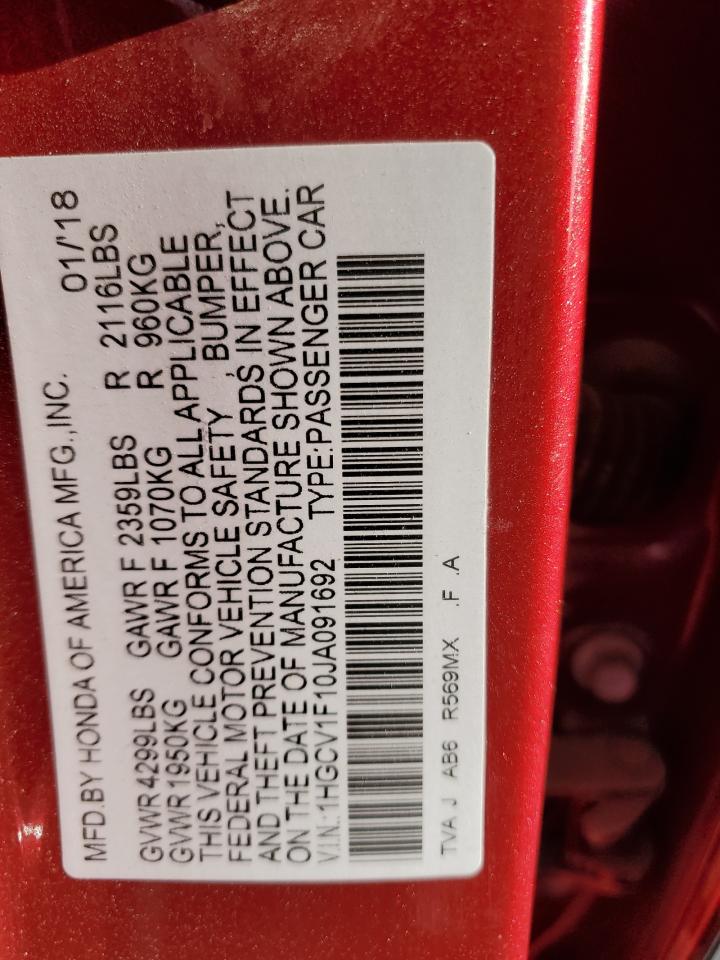 MFD.BY HONDA OF AMERICA MFG.,INC. 01/'18
GVWR 4299LBS GAWR F 2359LBS R 2116LBS
GVWR 1950KG GAWR F 1070KG R 960KG
THIS VEHICLE CONFORMS TO ALL APPLICABLE
FEDERAL MOTOR VEHICLE SAFETY , BUMPER,
AND THEFT PREVENTION STANDARDS IN EFFECT
ON THE DATE OF MANUFACTURE SHOWN ABOVE.
V.I.N.:1HGCV1F10JA091692 TYPE:PASSENGER CAR
TVA J AB6 R569MX .F .A